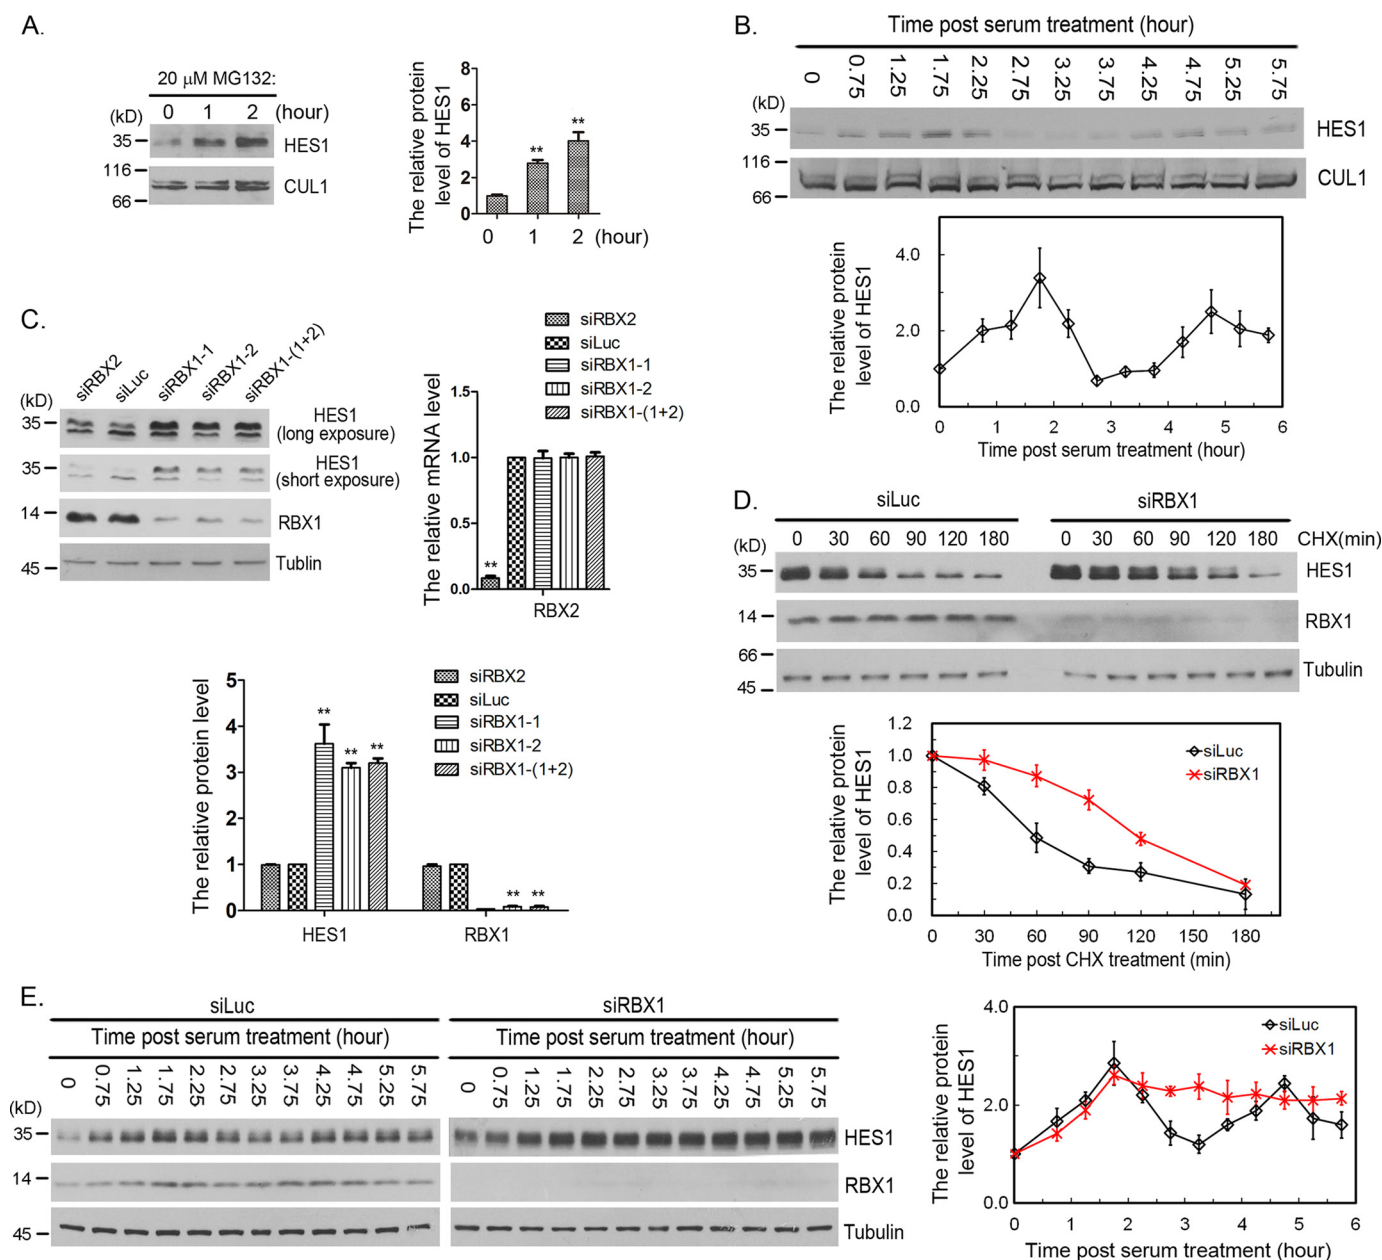 A.
20 μM MG132:
0 1 2 (hour)
(kD)
35
HES1
116
CUL1
66
The relative protein
level of HES1
8
6
4
2
0
** **
0 1 2 (hour)
B.
Time post serum treatment (hour)
0 0.75 1.25 1.75 2.25 2.75 3.25 3.75 4.25 4.75 5.25 5.75
(kD)
35
HES1
116
CUL1
66
The relative protein
level of HES1
4.0
2.0
0.0
0 1 2 3 4 5 6
Time post serum treatment (hour)
C.
siRBX2 siLuc siRBX1-1 siRBX1-2 siRBX1-(1+2)
(kD)
35
HES1
(long exposure)
35
HES1
(short exposure)
14
RBX1
45
Tublin
siRBX2
siLuc
siRBX1-1
siRBX1-2
siRBX1-(1+2)
The relative mRNA level
1.5
1.0
0.5
0.0
**
RBX2
The relative protein level
5
4
3
2
1
0
siRBX2
siLuc
siRBX1-1
siRBX1-2
siRBX1-(1+2)
** ** **
** **
HES1 RBX1
D.
siLuc siRBX1
(kD)
0 30 60 90 120 180 0 30 60 90 120 180 CHX(min)
35
HES1
14
RBX1
66
Tubulin
45
The relative protein
level of HES1
1.2
1.0
0.8
0.6
0.4
0.2
0.0
siLuc
siRBX1
0 30 60 90 120 150 180
Time post CHX treatment (min)
E.
siLuc siRBX1
Time post serum treatment (hour) Time post serum treatment (hour)
0 0.75 1.25 1.75 2.25 2.75 3.25 3.75 4.25 4.75 5.25 5.75 0 0.75 1.25 1.75 2.25 2.75 3.25 3.75 4.25 4.75 5.25 5.75
(kD)
35
HES1
14
RBX1
45
Tubulin
The relative protein
level of HES1
4.0
2.0
0.0
siLuc
siRBX1
0 1 2 3 4 5 6
Time post serum treatment (hour)